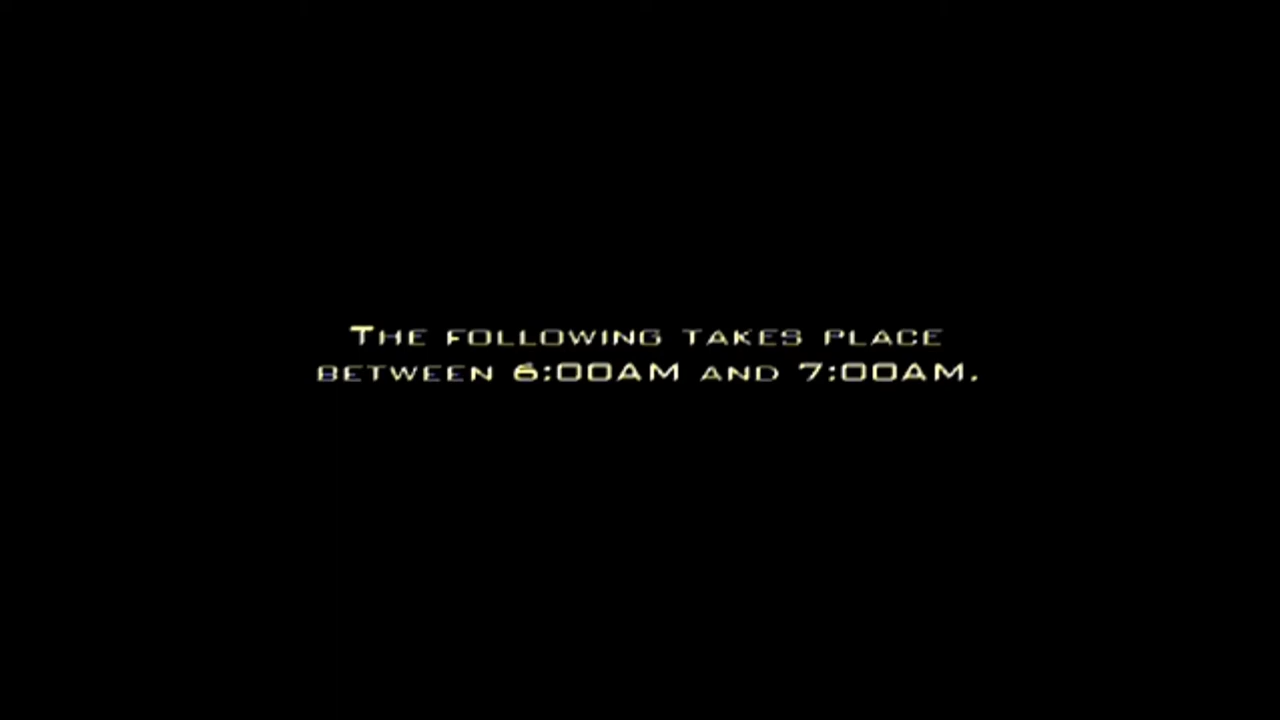 The following takes place
between 6:00AM and 7:00AM.